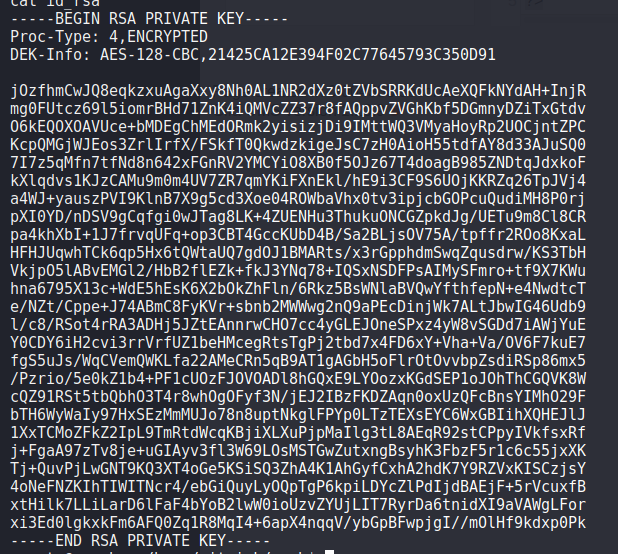 cat id_rsa
-----BEGIN RSA PRIVATE KEY-----
Proc-Type: 4,ENCRYPTED
DEK-Info: AES-128-CBC,21425CA12E394F02C77645793C350D91

jOzfhmCwJQ8eqkzxuAgaXxy8Nh0AL1NR2dXz0tZVbSRRKdUcAeXQFkNYdAH+InjR
mg0FUtcz69l5iomrBHd71ZnK4iQMVcZZ37r8fAQppvZVGhKbf5DGmnyDZiTxGtdv
O6kEQOXOAVUce+bMDEgChMEdORmk2yisizjDi9IMttWQ3VMyaHoyRp2UOCjntZPC
KcpQMGjWJEos3ZrlIrfX/FSkfT0QkwdzkigeJsC7zH0AioH55tdfAY8d33AJuSQ0
7I7z5qMfn7tfNd8n642xFGnRV2YMCYiO8XB0f5OJz67T4doagB985ZNDtqJdxkoF
kXlqdvs1KJzCAMu9m0m4UV7ZR7qmYKiFXnEkl/hE9i3CF9S6UOjKKRZq26TpJVj4
a4WJ+yauszPVI9KlnB7X9g5cd3Xoe04ROWbaVhx0tv3ipjcbGOPcuQudiMH8P0rj
pXI0YD/nDSV9gCqfgi0wJTag8LK+4ZUENHu3ThukuONCGZpkdJg/UETu9m8Cl8CR
pa4khXbI+1J7frvqUFq+op3CBT4GccKUbD4B/Sa2BLjsOV75A/tpffr2ROo8KxaL
HFHJUqwhTCk6qp5Hx6tQWtaUQ7gdOJ1BMARts/x3rGpphdmSwqZqusdrw/KS3TbH
VkjpO5lABvEMGl2/HbB2flEZk+fkJ3YNq78+IQSxNSDFPsAIMySFmro+tf9X7KWu
hna6795X13c+WdE5hEsK6X2bOkZhFln/6Rkz5BsWNlaBVQwYfthfepN+e4NwdtcT
e/NZt/Cppe+J74ABmC8FyKVr+sbnb2MWWwg2nQ9aPEcDinjWk7ALtJbwIG46Udb9
l/c8/RSot4rRA3ADHj5JZtEAnnrwCHO7cc4yGLEJOneSPxz4yW8vSGDd7iAWjYuE
Y0CDY6iH2cvi3rrVrfUZ1beHMcegRtsTgPj2tbd7x4FD6xY+Vha+Va/OV6F7kuE7
fgS5uJs/WqCVemQWKLfa22AMeCRn5qB9AT1gAGbH5oFlrOtOvvbpZsdiRSp86mx5
/Pzrio/5e0kZ1b4+PF1cUOzFJOVOADl8hGQxE9LYOozxKGdSEP1oJOhThCGQVK8W
cQZ91RSt5tbQbhO3T4r8whOgOFyf3N/jEJ2IBzFKDZAqn0oxUzQFcBnsYIMhO29F
bTH6WyWaIy97HxSEzMmMUJo78n8uptNkglFPYp0LTzTEXsEYC6WxGBIihXQHEJlJ
1XxTCMoZFkZ2IpL9TmRtdWcqKBjiXLXuPjpMaIlg3tL8AEqR92stCPpyIVkfsxRf
j+FgaA97zTv8je+uGIAyv3fl3W69LOsMSTGwZutxngBsyhK3FbzF5r1c6c55jxXK
Tj+QuvPjLwGNT9KQ3XT4oGe5KSiSQ3ZhA4K1AhGyfCxhA2hdK7Y9RZVxKISCzjsY
4oNeFNZKIhTIWITNcr4/ebGiQuyLyOQpTgP6kpiLDYcZlPdIjdBAEjF+5rVcuxfB
xtHilk7LLiLarD6lFaF4bYoB2lwW0ioUzvZYUjLIT7RyrDa6tnidXI9aVAWgLFor
xi3Ed0lgkxkFm6AFQ0Zq1R8MqI4+6apX4nqqV/ybGpBFwpjgI//mOlHf9kdxp0Pk
-----END RSA PRIVATE KEY-----